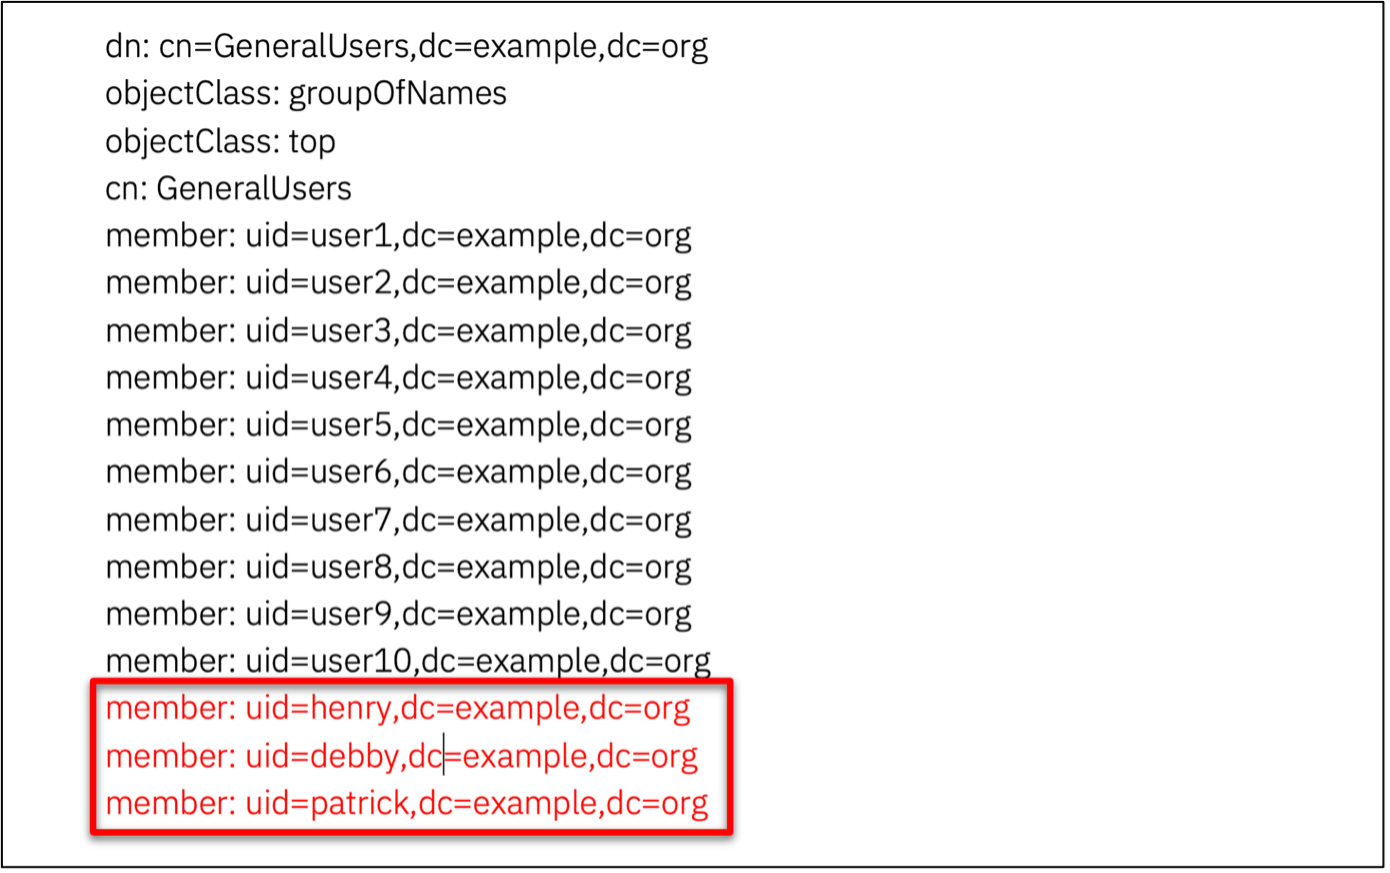 dn: cn=GeneralUsers,dc=example,dc=org
objectClass: groupOfNames
objectClass: top
cn: GeneralUsers
member: uid=user1,dc=example,dc=org
member: uid=user2,dc=example,dc=org
member: uid=user3,dc=example,dc=org
member: uid=user4,dc=example,dc=org
member: uid=user5,dc=example,dc=org
member: uid=user6,dc=example,dc=org
member: uid=user7,dc=example,dc=org
member: uid=user8,dc=example,dc=org
member: uid=user9,dc=example,dc=org
member: uid=user10,dc=example,dc=org
member: uid=henry,dc=example,dc=org
member: uid=debby,dc=example,dc=org
member: uid=patrick,dc=example,dc=org